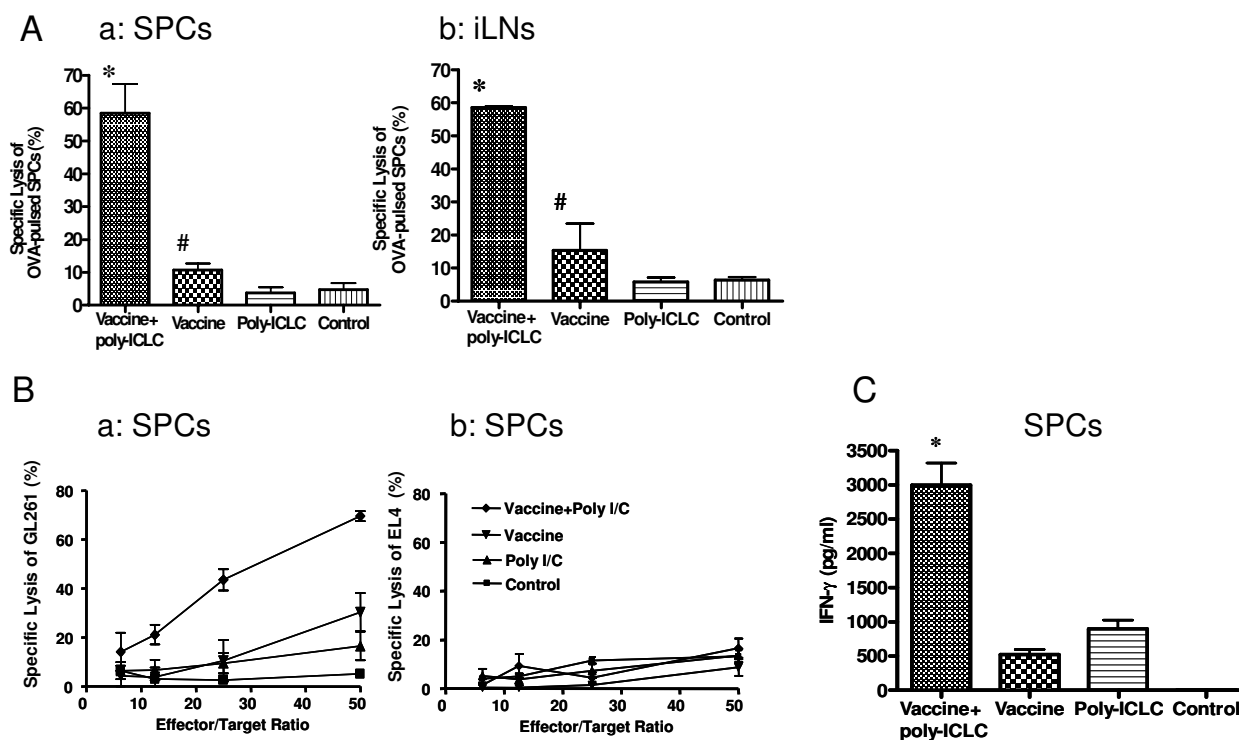 A
a: SPCs
b: iLNs
Specific Lysis of
OVA-pulsed SPCs (%)
70
60
50
40
30
20
10
0
*
#
Vaccine+
poly-ICLC
Vaccine
Poly-ICLC
Control
Specific Lysis of
OVA-pulsed SPCs (%)
70
60
50
40
30
20
10
0
*
#
Vaccine+
poly-ICLC
Vaccine
Poly-ICLC
Control
B
a: SPCs
b: SPCs
Specific Lysis of GL261 (%)
80
60
40
20
0
0 10 20 30 40 50
Effector/Target Ratio
Specific Lysis of EL4 (%)
80
60
40
20
0
Vaccine+Poly I/C
Vaccine
Poly I/C
Control
0 10 20 30 40 50
Effector/Target Ratio
C
SPCs
IFN-γ (pg/ml)
3500
3000
2500
2000
1500
1000
500
0
*
Vaccine+
poly-ICLC
Vaccine
Poly-ICLC
Control